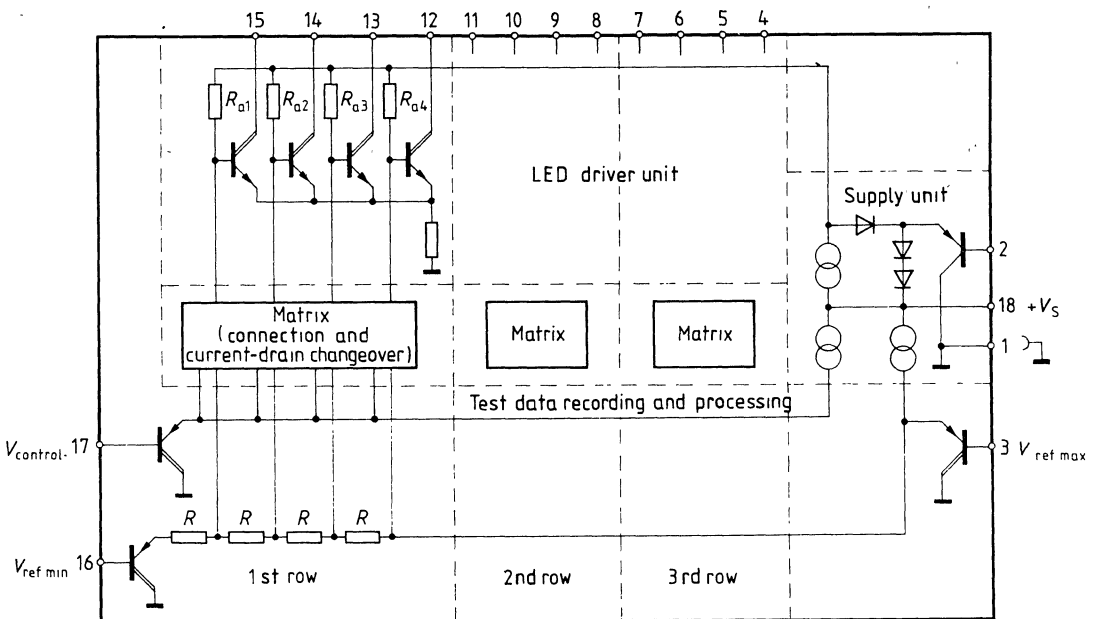 15 14 13 12 11 10 9 8 7 6 5 4
Ra1 Ra2 Ra3 Ra4
LED driver unit
Supply unit
2
18 +VS
1
Matrix
(connection and
current-drain changeover)
Matrix
Matrix
Test data recording and processing
Vcontrol. 17
3 Vref max
R R R R
Vref min 16
1st row
2nd row
3rd row